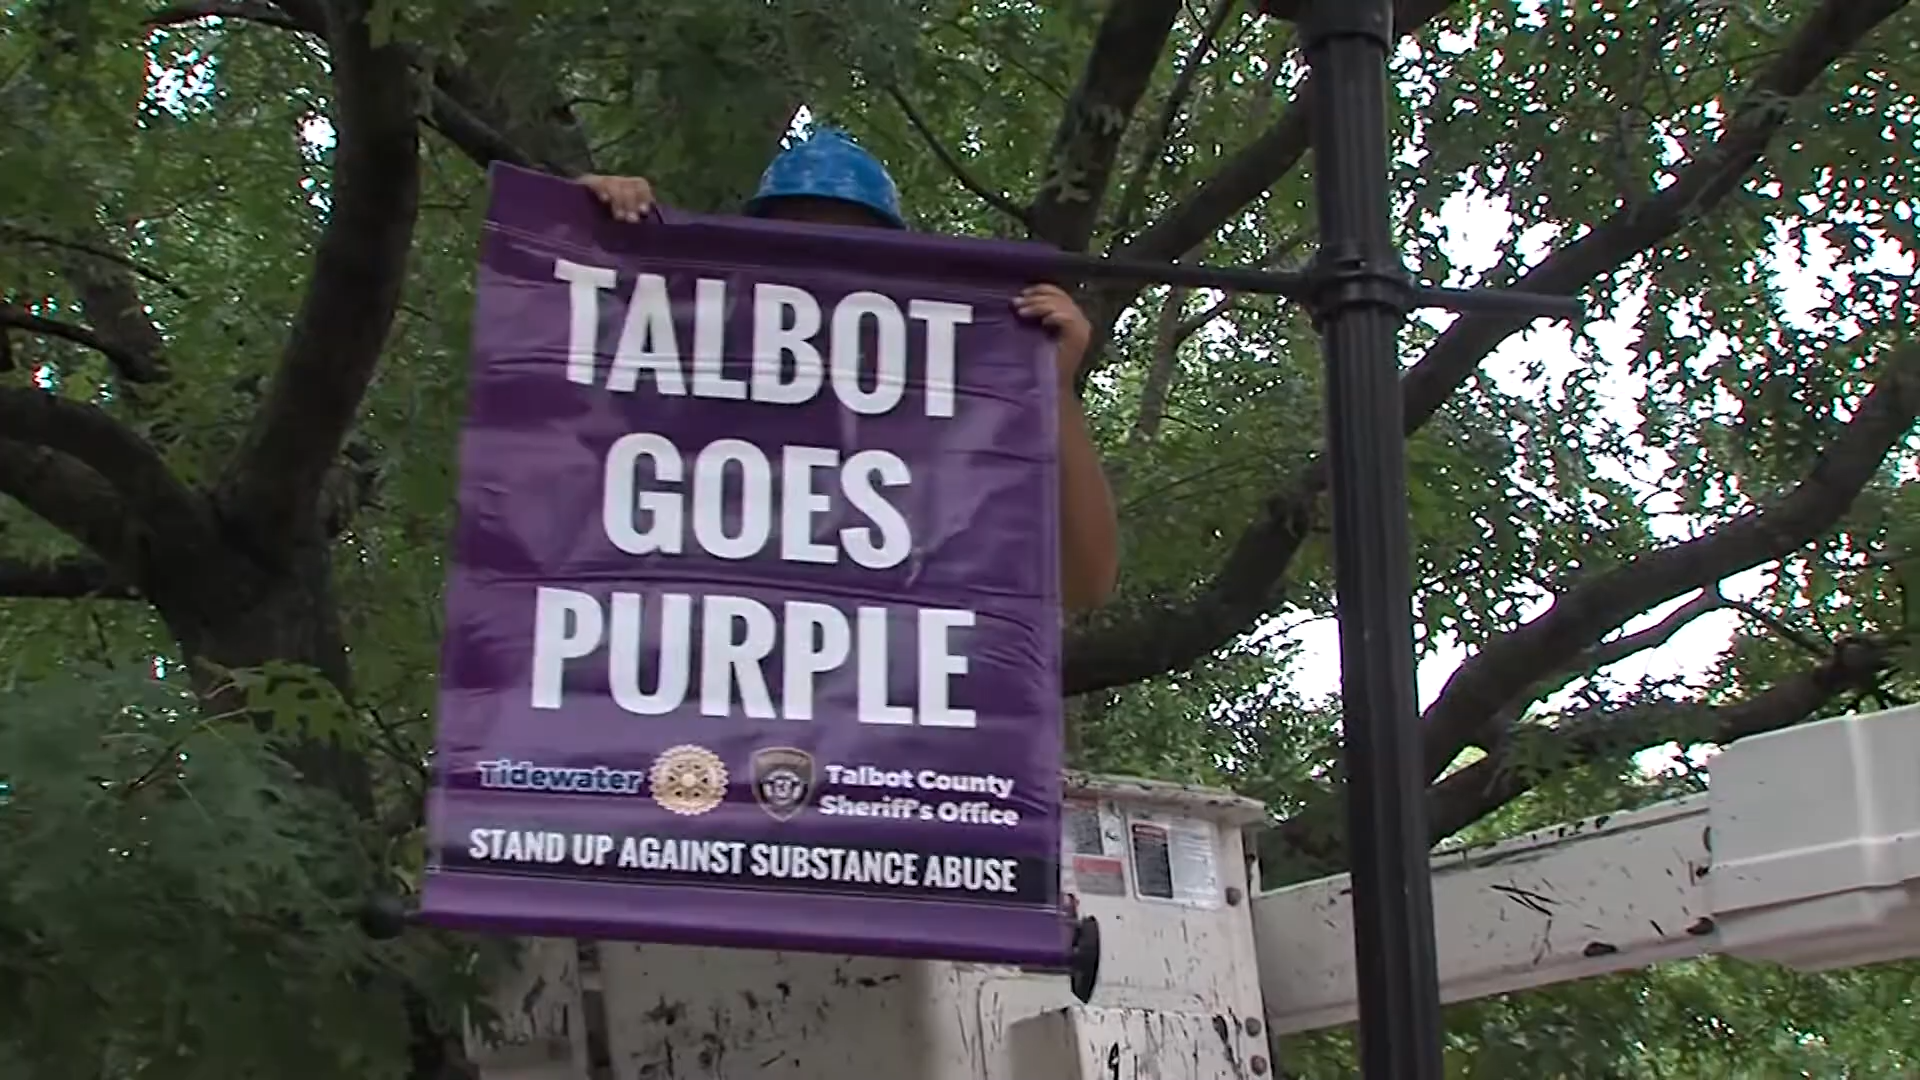 TALBOT
GOES
PURPLE
Tidewater
Talbot County
Sheriff's Office
STAND UP AGAINST SUBSTANCE ABUSE